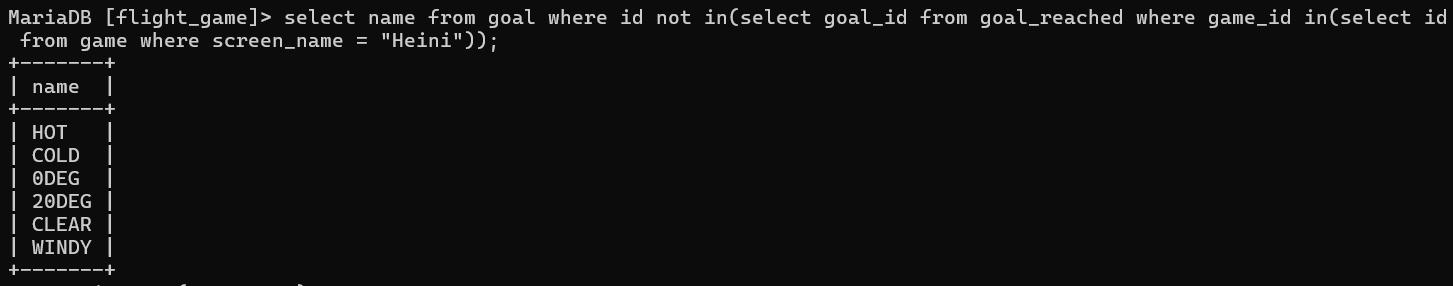 MariaDB [flight_game]> select name from goal where id not in(select goal_id from goal_reached where game_id in(select id
 from game where screen_name = "Heini"));
+-------+
| name  |
+-------+
| HOT   |
| COLD  |
| 0DEG  |
| 20DEG |
| CLEAR |
| WINDY |
+-------+